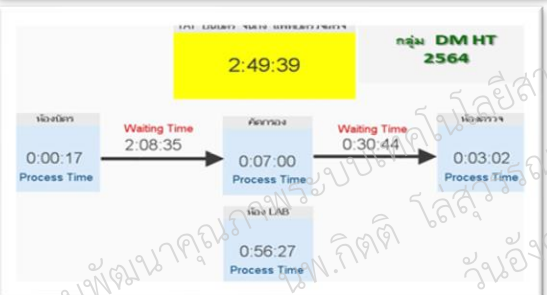 กลุ่ม DM HT
2564
2:49:39
ห้องบัตร
0:00:17
Process Time
Waiting Time
2:08:35
คัดกรอง
0:07:00
Process Time
Waiting Time
0:30:44
ห้องตรวจ
0:03:02
Process Time
ห้อง LAB
0:56:27
Process Time
นพ.กิตติ